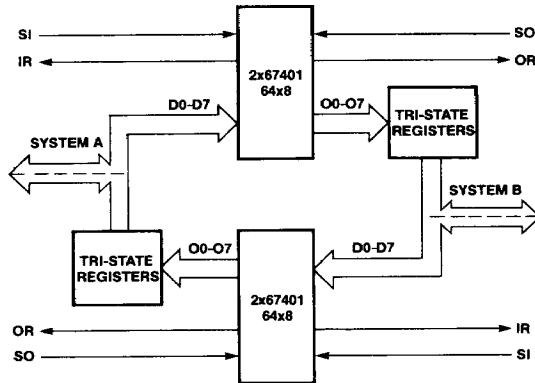 SI
SO
IR
OR
2x67401
64x8
D0-D7
O0-O7
TRI-STATE
REGISTERS
SYSTEM A
SYSTEM B
TRI-STATE
REGISTERS
O0-O7
D0-D7
2x67401
64x8
OR
IR
SO
SI